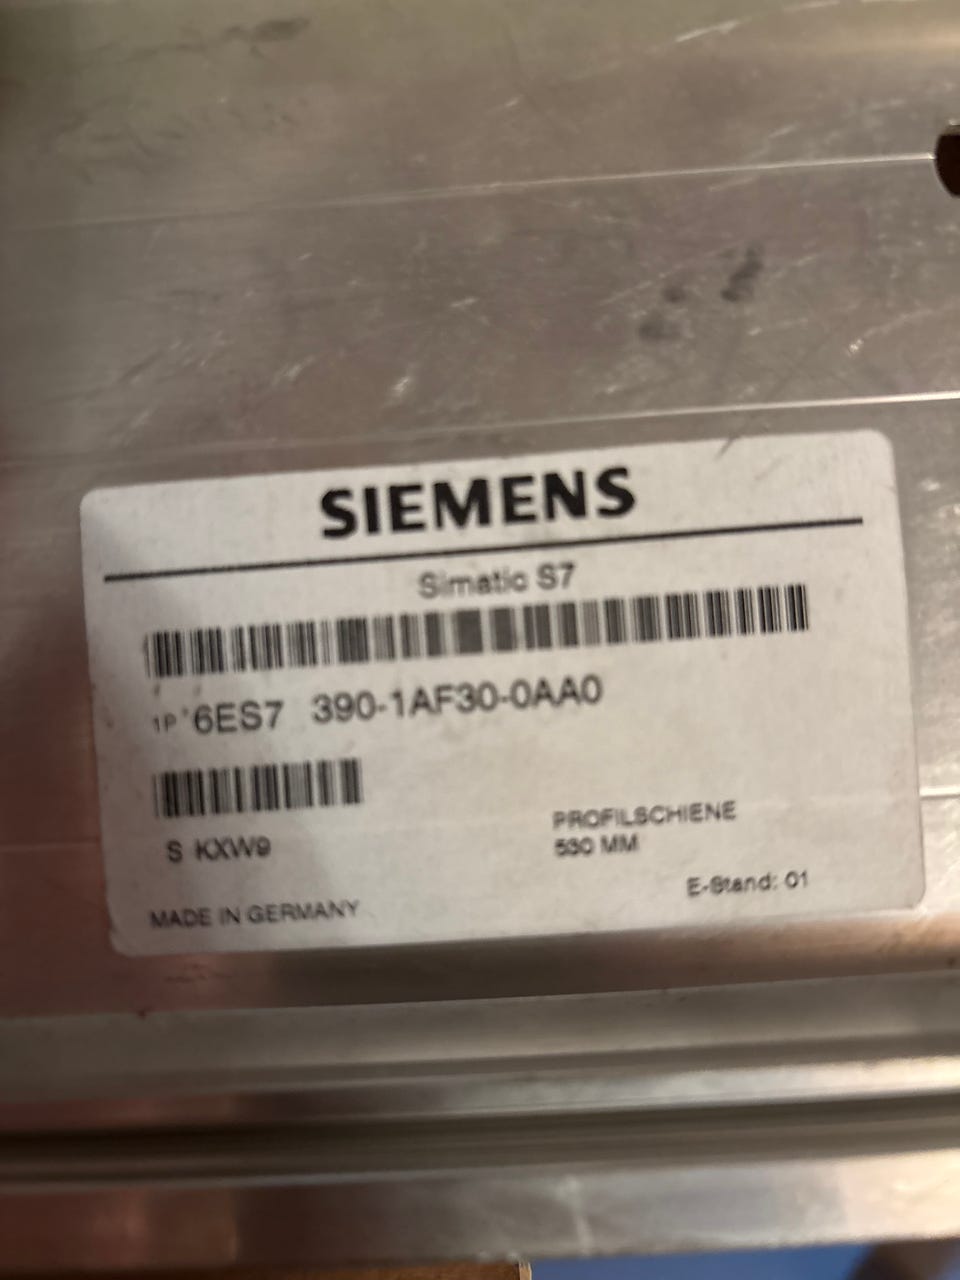 SIEMENS
Simatic S7
1P 6ES7 390-1AF30-0AA0
S KXW9
PROFILSCHIENE
530 MM
E-Stand: 01
MADE IN GERMANY